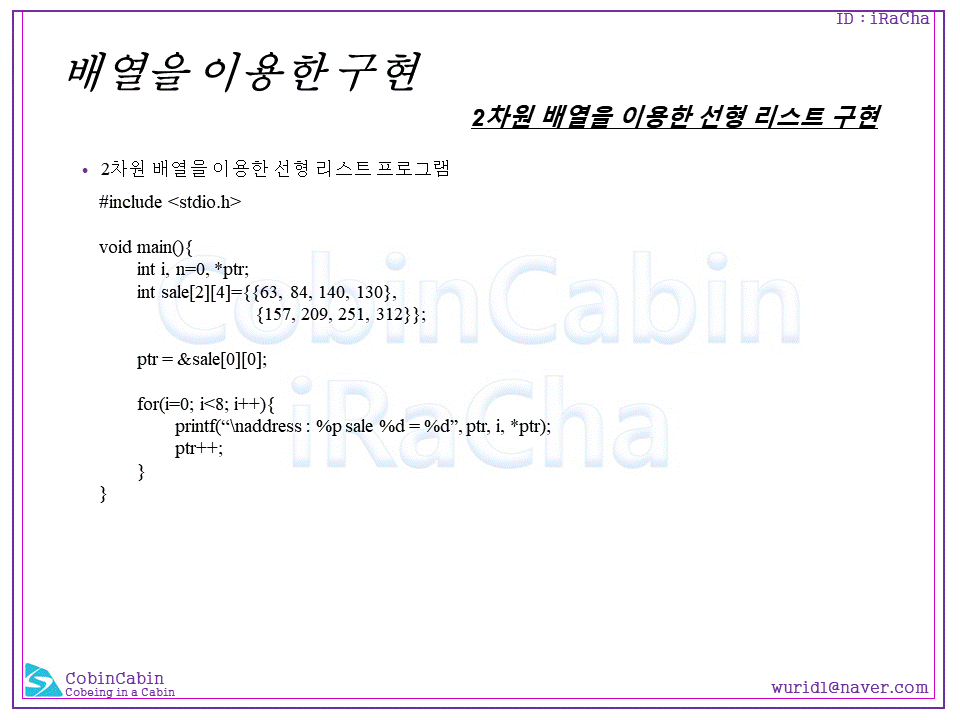 ID : iRaCha
배열을 이용한 구현
2차원 배열을 이용한 선형 리스트 구현
• 2차원 배열을 이용한 선형 리스트 프로그램
#include <stdio.h>
void main(){
int i, n=0, *ptr;
int sale[2][4]={{63, 84, 140, 130},
{157, 209, 251, 312}};
ptr = &sale[0][0];
for(i=0; i<8; i++){
printf(“\naddress : %p sale %d = %d”, ptr, i, *ptr);
ptr++;
}
}
CobinCabin
iRaCha
CobinCabin
Cobeing in a Cabin
wurid1@naver.com